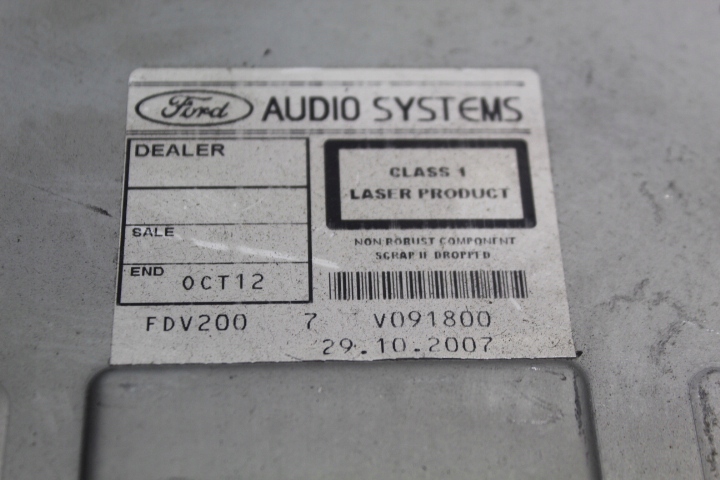 Ford AUDIO SYSTEMS
DEALER
SALE
END OCT12
CLASS 1
LASER PRODUCT
NON ROBUST COMPONENT
SCRAP IF DROPPED
FDV200 7 V091800
29.10.2007